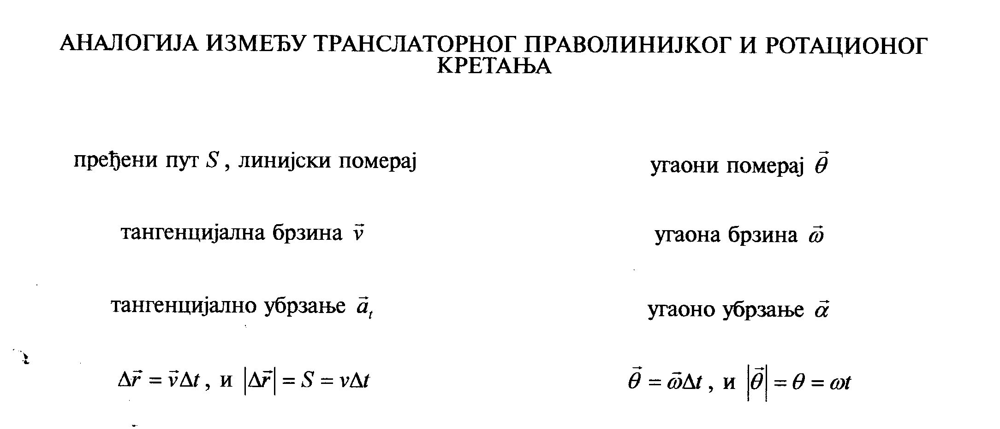 АНАЛОГИЈА ИЗМЕЂУ ТРАНСЛАТОРНОГ ПРАВОЛИНИЈКОГ И РОТАЦИОНОГ
КРЕТАЊА
пређени пут S , линијски померај
угаони померај θ⃗
тангенцијална брзина v⃗
угаона брзина ω⃗
тангенцијално убрзање a⃗ₜ
угаоно убрзање α⃗
Δr⃗ = v⃗Δt , и |Δr⃗| = S = vΔt
θ⃗ = ω⃗Δt , и |θ⃗| = θ = ωt